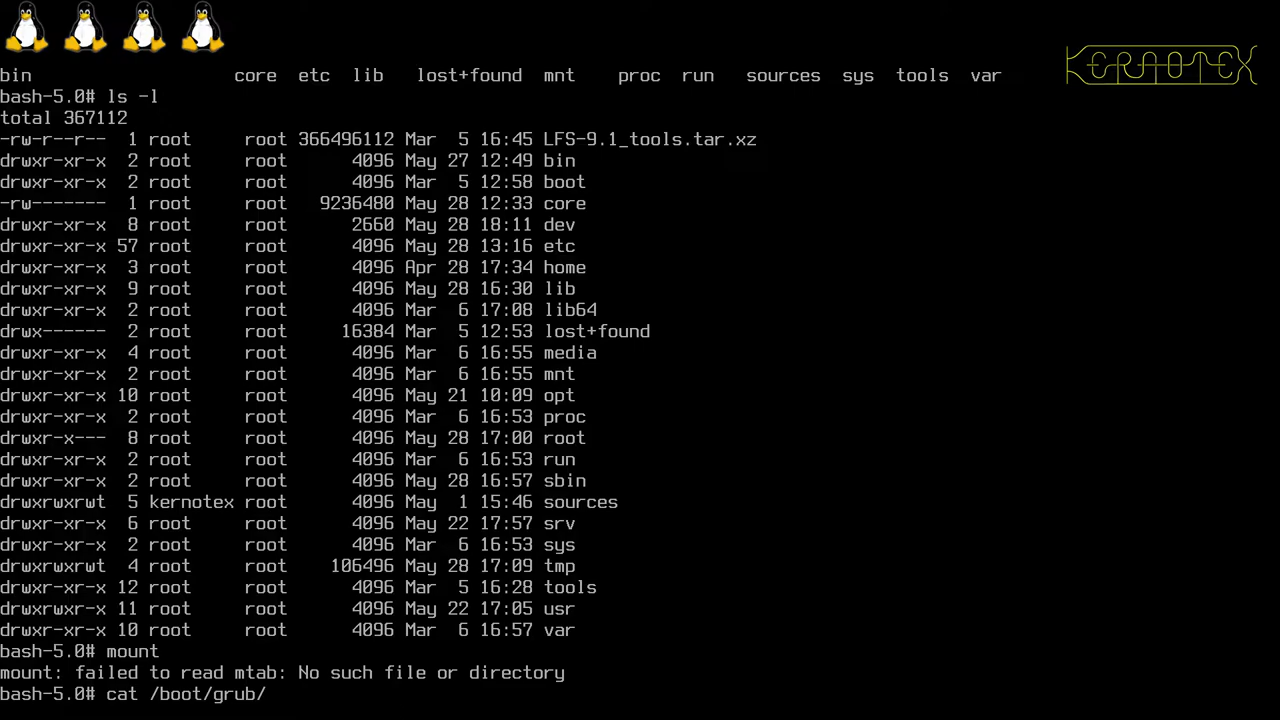 bin core etc lib lost+found mnt proc run sources sys tools var
KERNOTEX
bash-5.0# ls -l
total 367112
-rw-r--r-- 1 root root 366496112 Mar 5 16:45 LFS-9.1_tools.tar.xz
drwxr-xr-x 2 root root 4096 May 27 12:49 bin
drwxr-xr-x 2 root root 4096 Mar 5 12:58 boot
-rw------- 1 root root 9236480 May 28 12:33 core
drwxr-xr-x 8 root root 2660 May 28 18:11 dev
drwxr-xr-x 57 root root 4096 May 28 13:16 etc
drwxr-xr-x 3 root root 4096 Apr 28 17:34 home
drwxr-xr-x 9 root root 4096 May 28 16:30 lib
drwxr-xr-x 2 root root 4096 Mar 6 17:08 lib64
drwx------ 2 root root 16384 Mar 5 12:53 lost+found
drwxr-xr-x 4 root root 4096 Mar 6 16:55 media
drwxr-xr-x 2 root root 4096 Mar 6 16:55 mnt
drwxr-xr-x 10 root root 4096 May 21 10:09 opt
drwxr-xr-x 2 root root 4096 Mar 6 16:53 proc
drwxr-x--- 8 root root 4096 May 28 17:00 root
drwxr-xr-x 2 root root 4096 Mar 6 16:53 run
drwxr-xr-x 2 root root 4096 May 28 16:57 sbin
drwxrwxrwt 5 kernotex root 4096 May 1 15:46 sources
drwxr-xr-x 6 root root 4096 May 22 17:57 srv
drwxr-xr-x 2 root root 4096 Mar 6 16:53 sys
drwxrwxrwt 4 root root 106496 May 28 17:09 tmp
drwxr-xr-x 12 root root 4096 Mar 5 16:28 tools
drwxrwxr-x 11 root root 4096 May 22 17:05 usr
drwxr-xr-x 10 root root 4096 Mar 6 16:57 var
bash-5.0# mount
mount: failed to read mtab: No such file or directory
bash-5.0# cat /boot/grub/